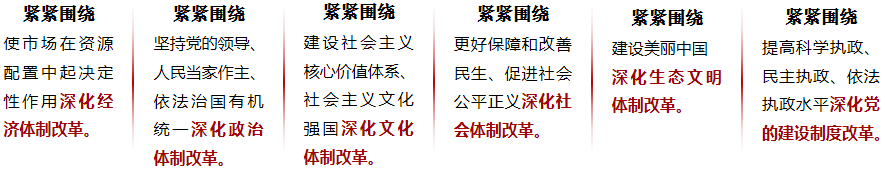 紧紧围绕
使市场在资源
配置中起决定
性作用深化经
济体制改革。
紧紧围绕
坚持党的领导、
人民当家作主、
依法治国有机
统一深化政治
体制改革。
紧紧围绕
建设社会主义
核心价值体系、
社会主义文化
强国深化文化
体制改革。
紧紧围绕
更好保障和改善
民生、促进社会
公平正义深化社
会体制改革。
紧紧围绕
建设美丽中国
深化生态文明
体制改革。
紧紧围绕
提高科学执政、
民主执政、依法
执政水平深化党
的建设制度改革。